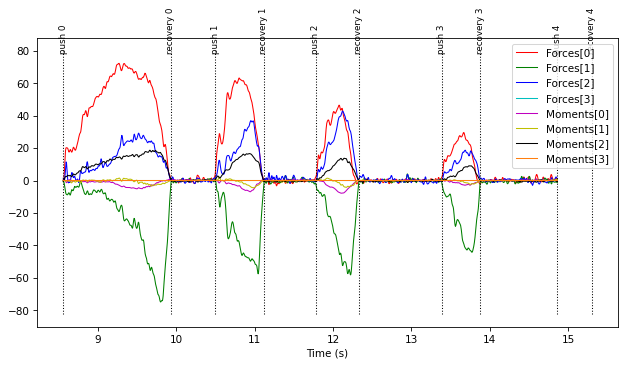 push 0
recovery 0
push 1
recovery 1
push 2
recovery 2
push 3
recovery 3
push 4
recovery 4
80
60
40
20
0
−20
−40
−60
−80
Forces[0]
Forces[1]
Forces[2]
Forces[3]
Moments[0]
Moments[1]
Moments[2]
Moments[3]
9
10
11
12
13
14
15
Time (s)